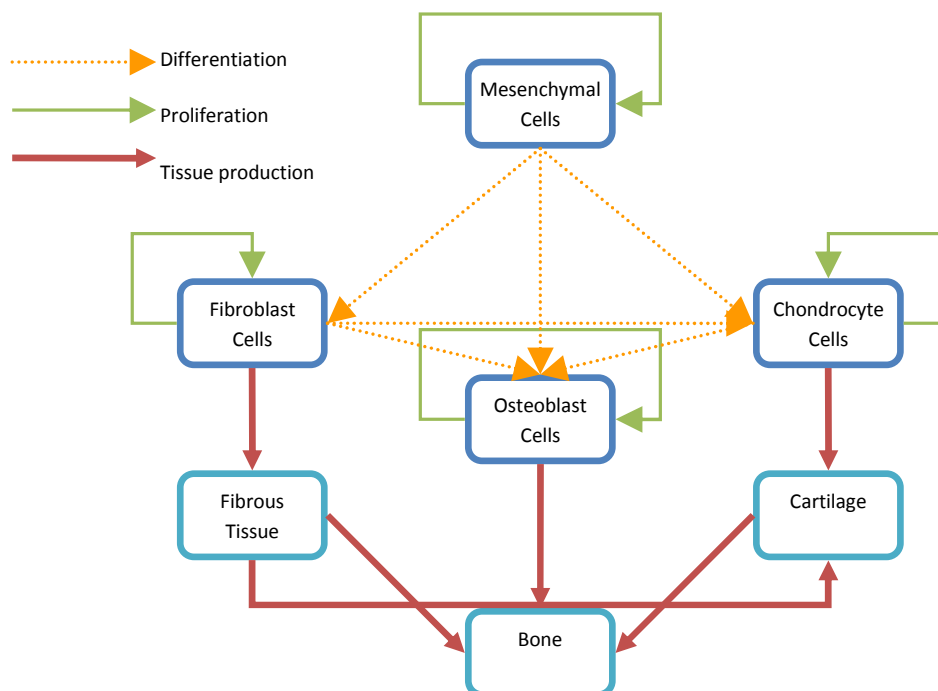 Differentiation
Proliferation
Tissue production
Mesenchymal
Cells
Fibroblast
Cells
Chondrocyte
Cells
Osteoblast
Cells
Fibrous
Tissue
Cartilage
Bone